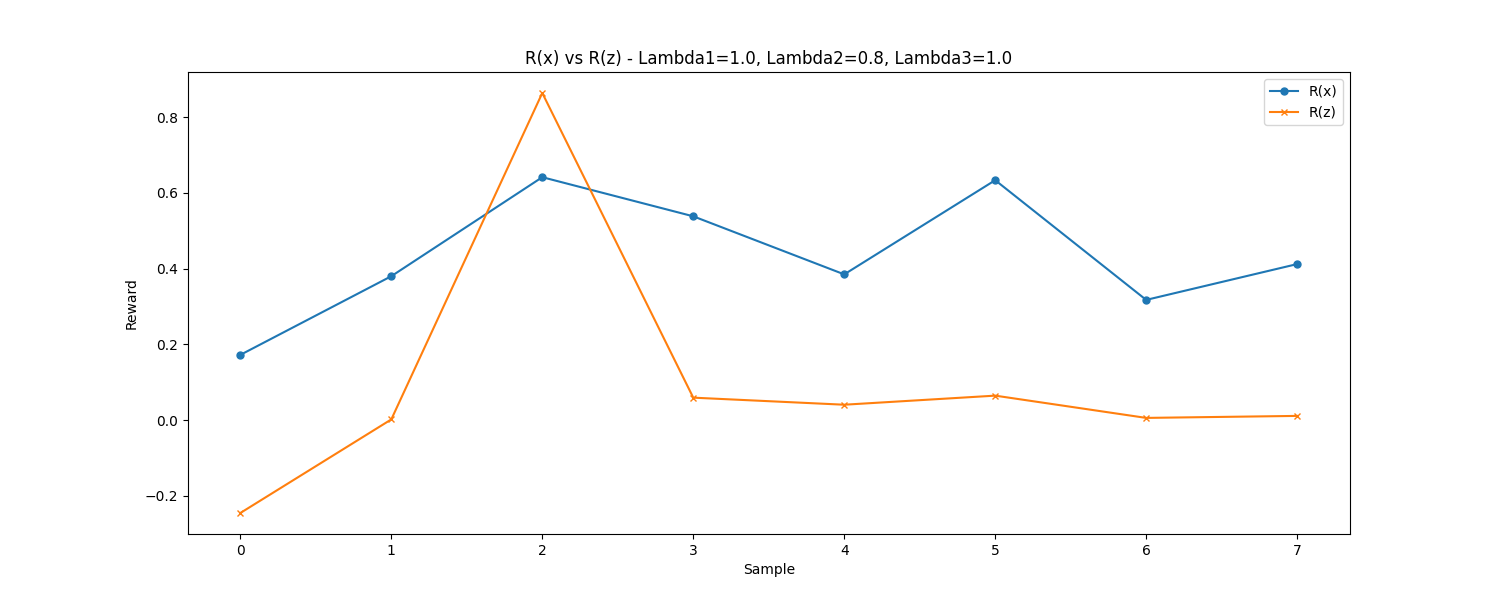 R(x) vs R(z) - Lambda1=1.0, Lambda2=0.8, Lambda3=1.0
R(x)
R(z)
Reward
0.8
0.6
0.4
0.2
0.0
−0.2
0 1 2 3 4 5 6 7
Sample